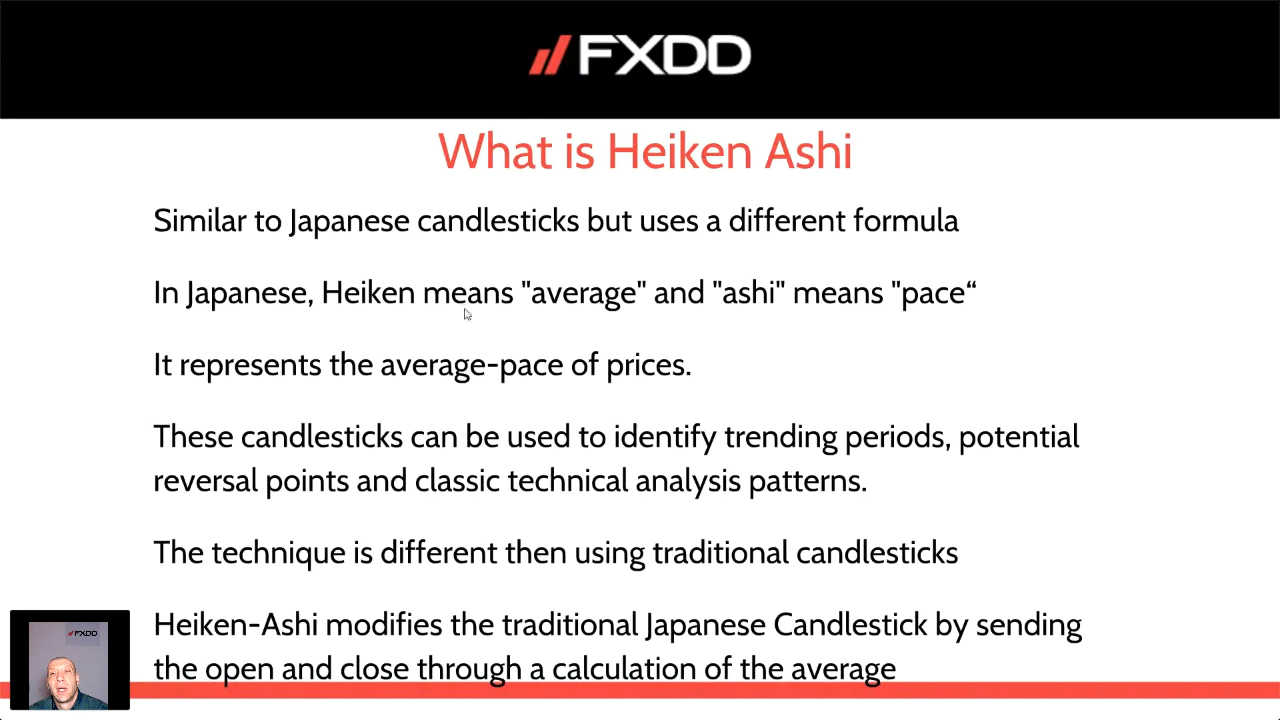 FXDD
What is Heiken Ashi
Similar to Japanese candlesticks but uses a different formula
In Japanese, Heiken means "average" and "ashi" means "pace“
It represents the average-pace of prices.
These candlesticks can be used to identify trending periods, potential
reversal points and classic technical analysis patterns.
The technique is different then using traditional candlesticks
Heiken-Ashi modifies the traditional Japanese Candlestick by sending
the open and close through a calculation of the average
FXDD